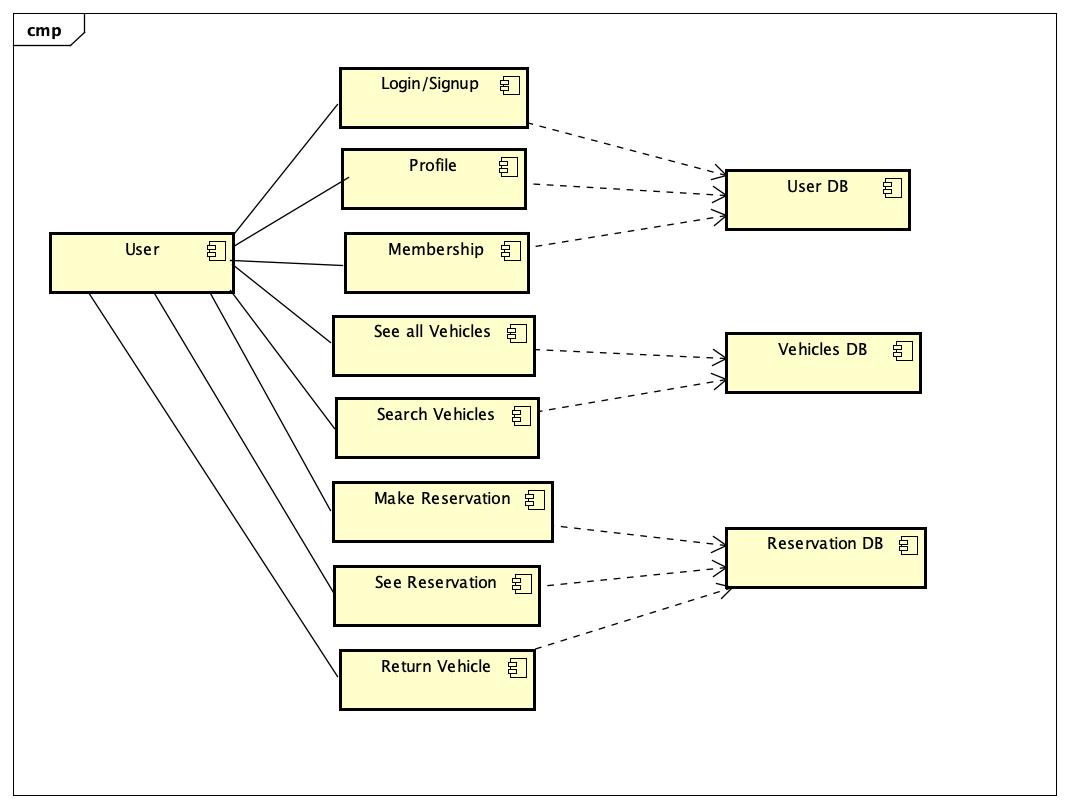 cmp
Login/Signup
Profile
User DB
User
Membership
See all Vehicles
Vehicles DB
Search Vehicles
Make Reservation
Reservation DB
See Reservation
Return Vehicle